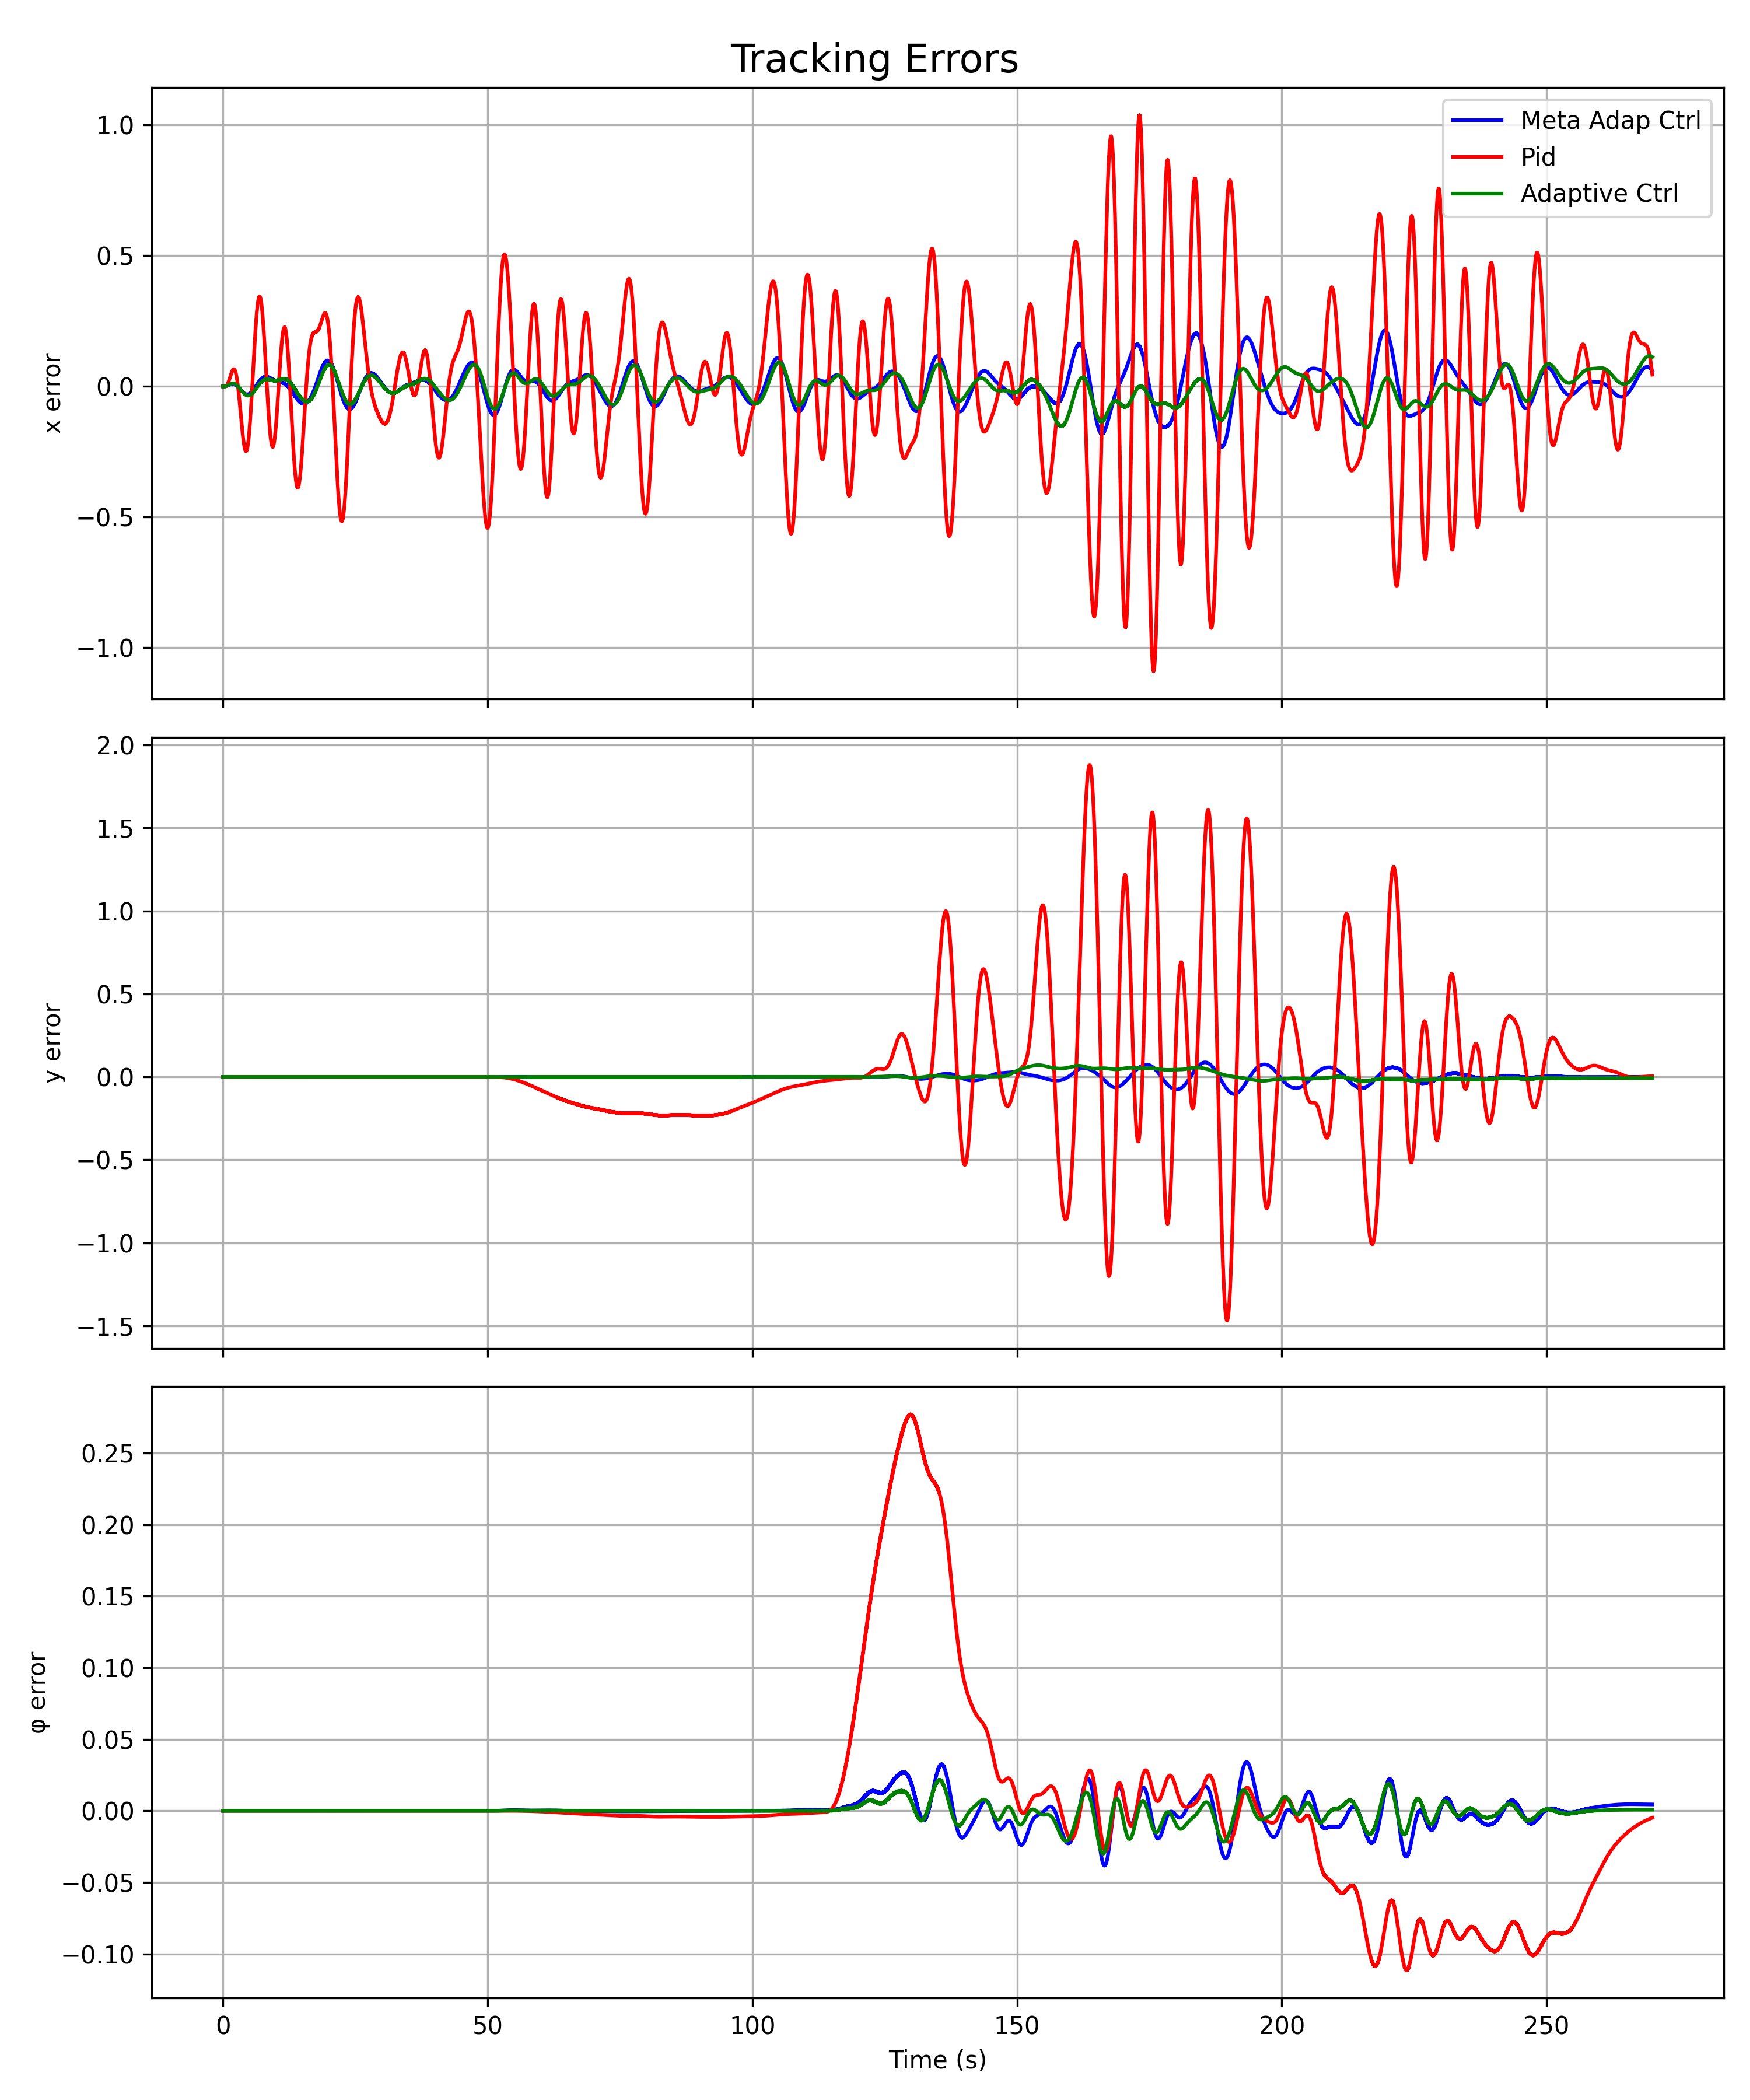 Tracking Errors
Meta Adap Ctrl
Pid
Adaptive Ctrl
1.0
0.5
0.0
−0.5
−1.0
x error
2.0
1.5
1.0
0.5
0.0
−0.5
−1.0
−1.5
y error
0.25
0.20
0.15
0.10
0.05
0.00
−0.05
−0.10
φ error
0 50 100 150 200 250
Time (s)